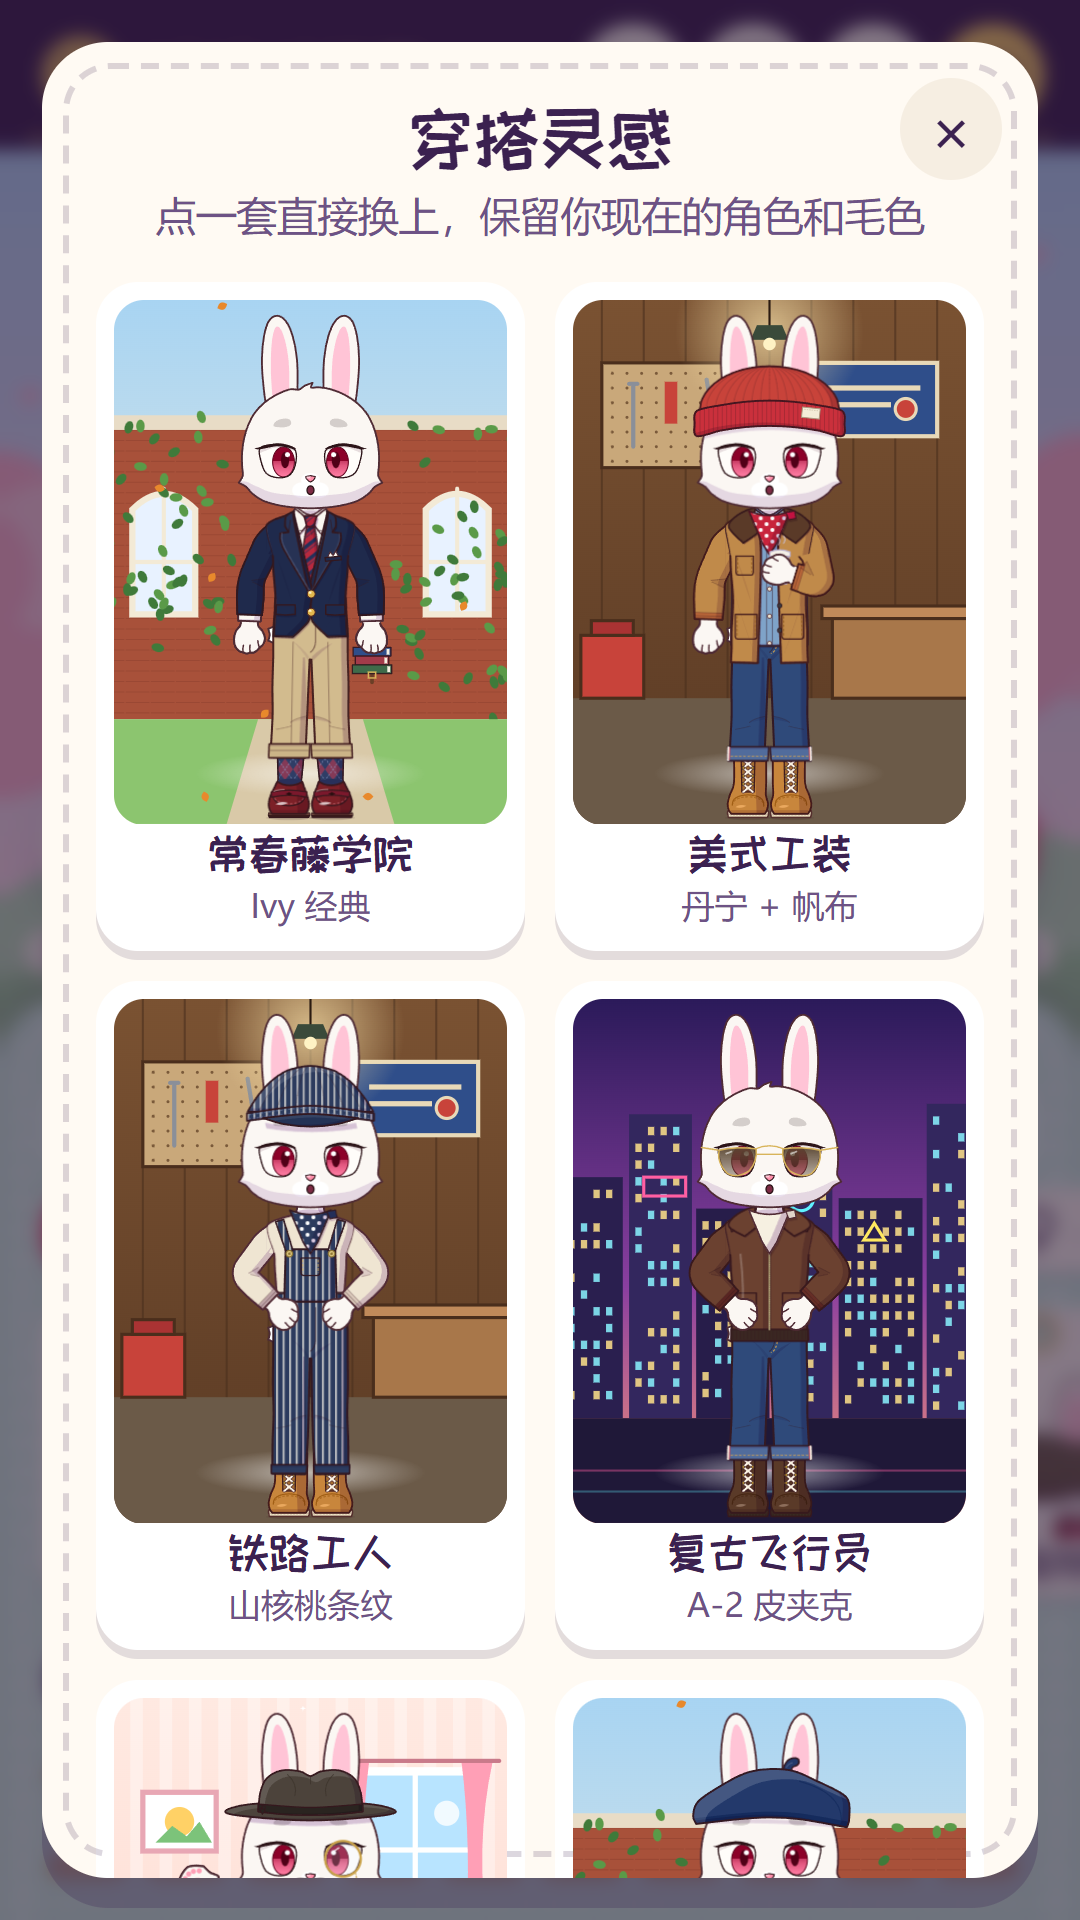 穿搭灵感
×
点一套直接换上，保留你现在的角色和毛色
常春藤学院
Ivy 经典
美式工装
丹宁 + 帆布
铁路工人
山核桃条纹
复古飞行员
A-2 皮夹克